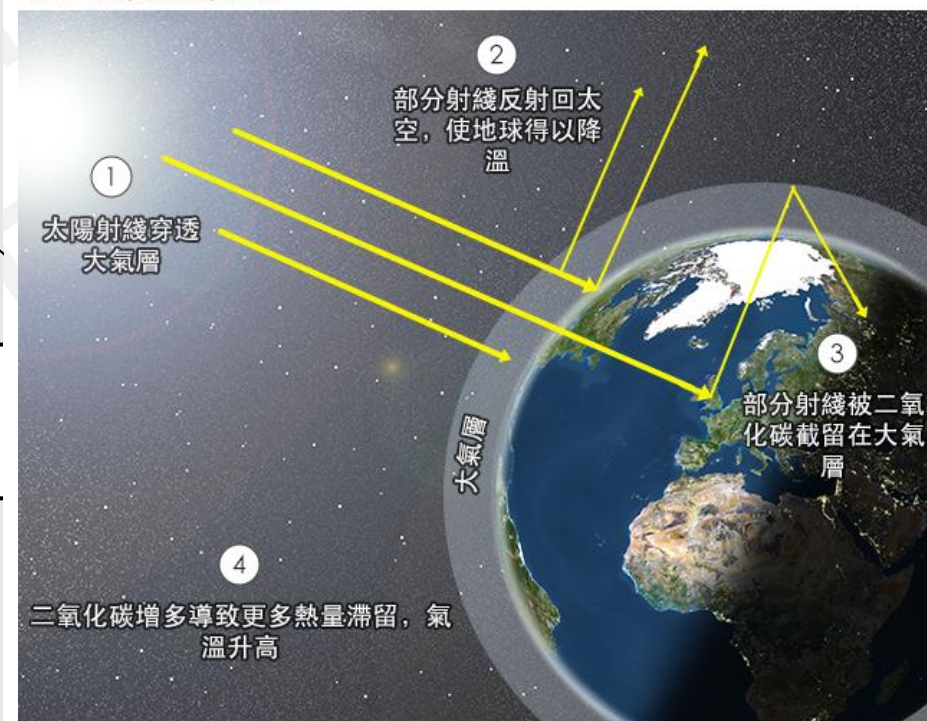 1
太陽射綫穿透
大氣層
2
部分射綫反射回太
空，使地球得以降
溫
3
部分射綫被二氧
化碳截留在大氣
層
大氣層
4
二氧化碳增多導致更多熱量滯留，氣
溫升高